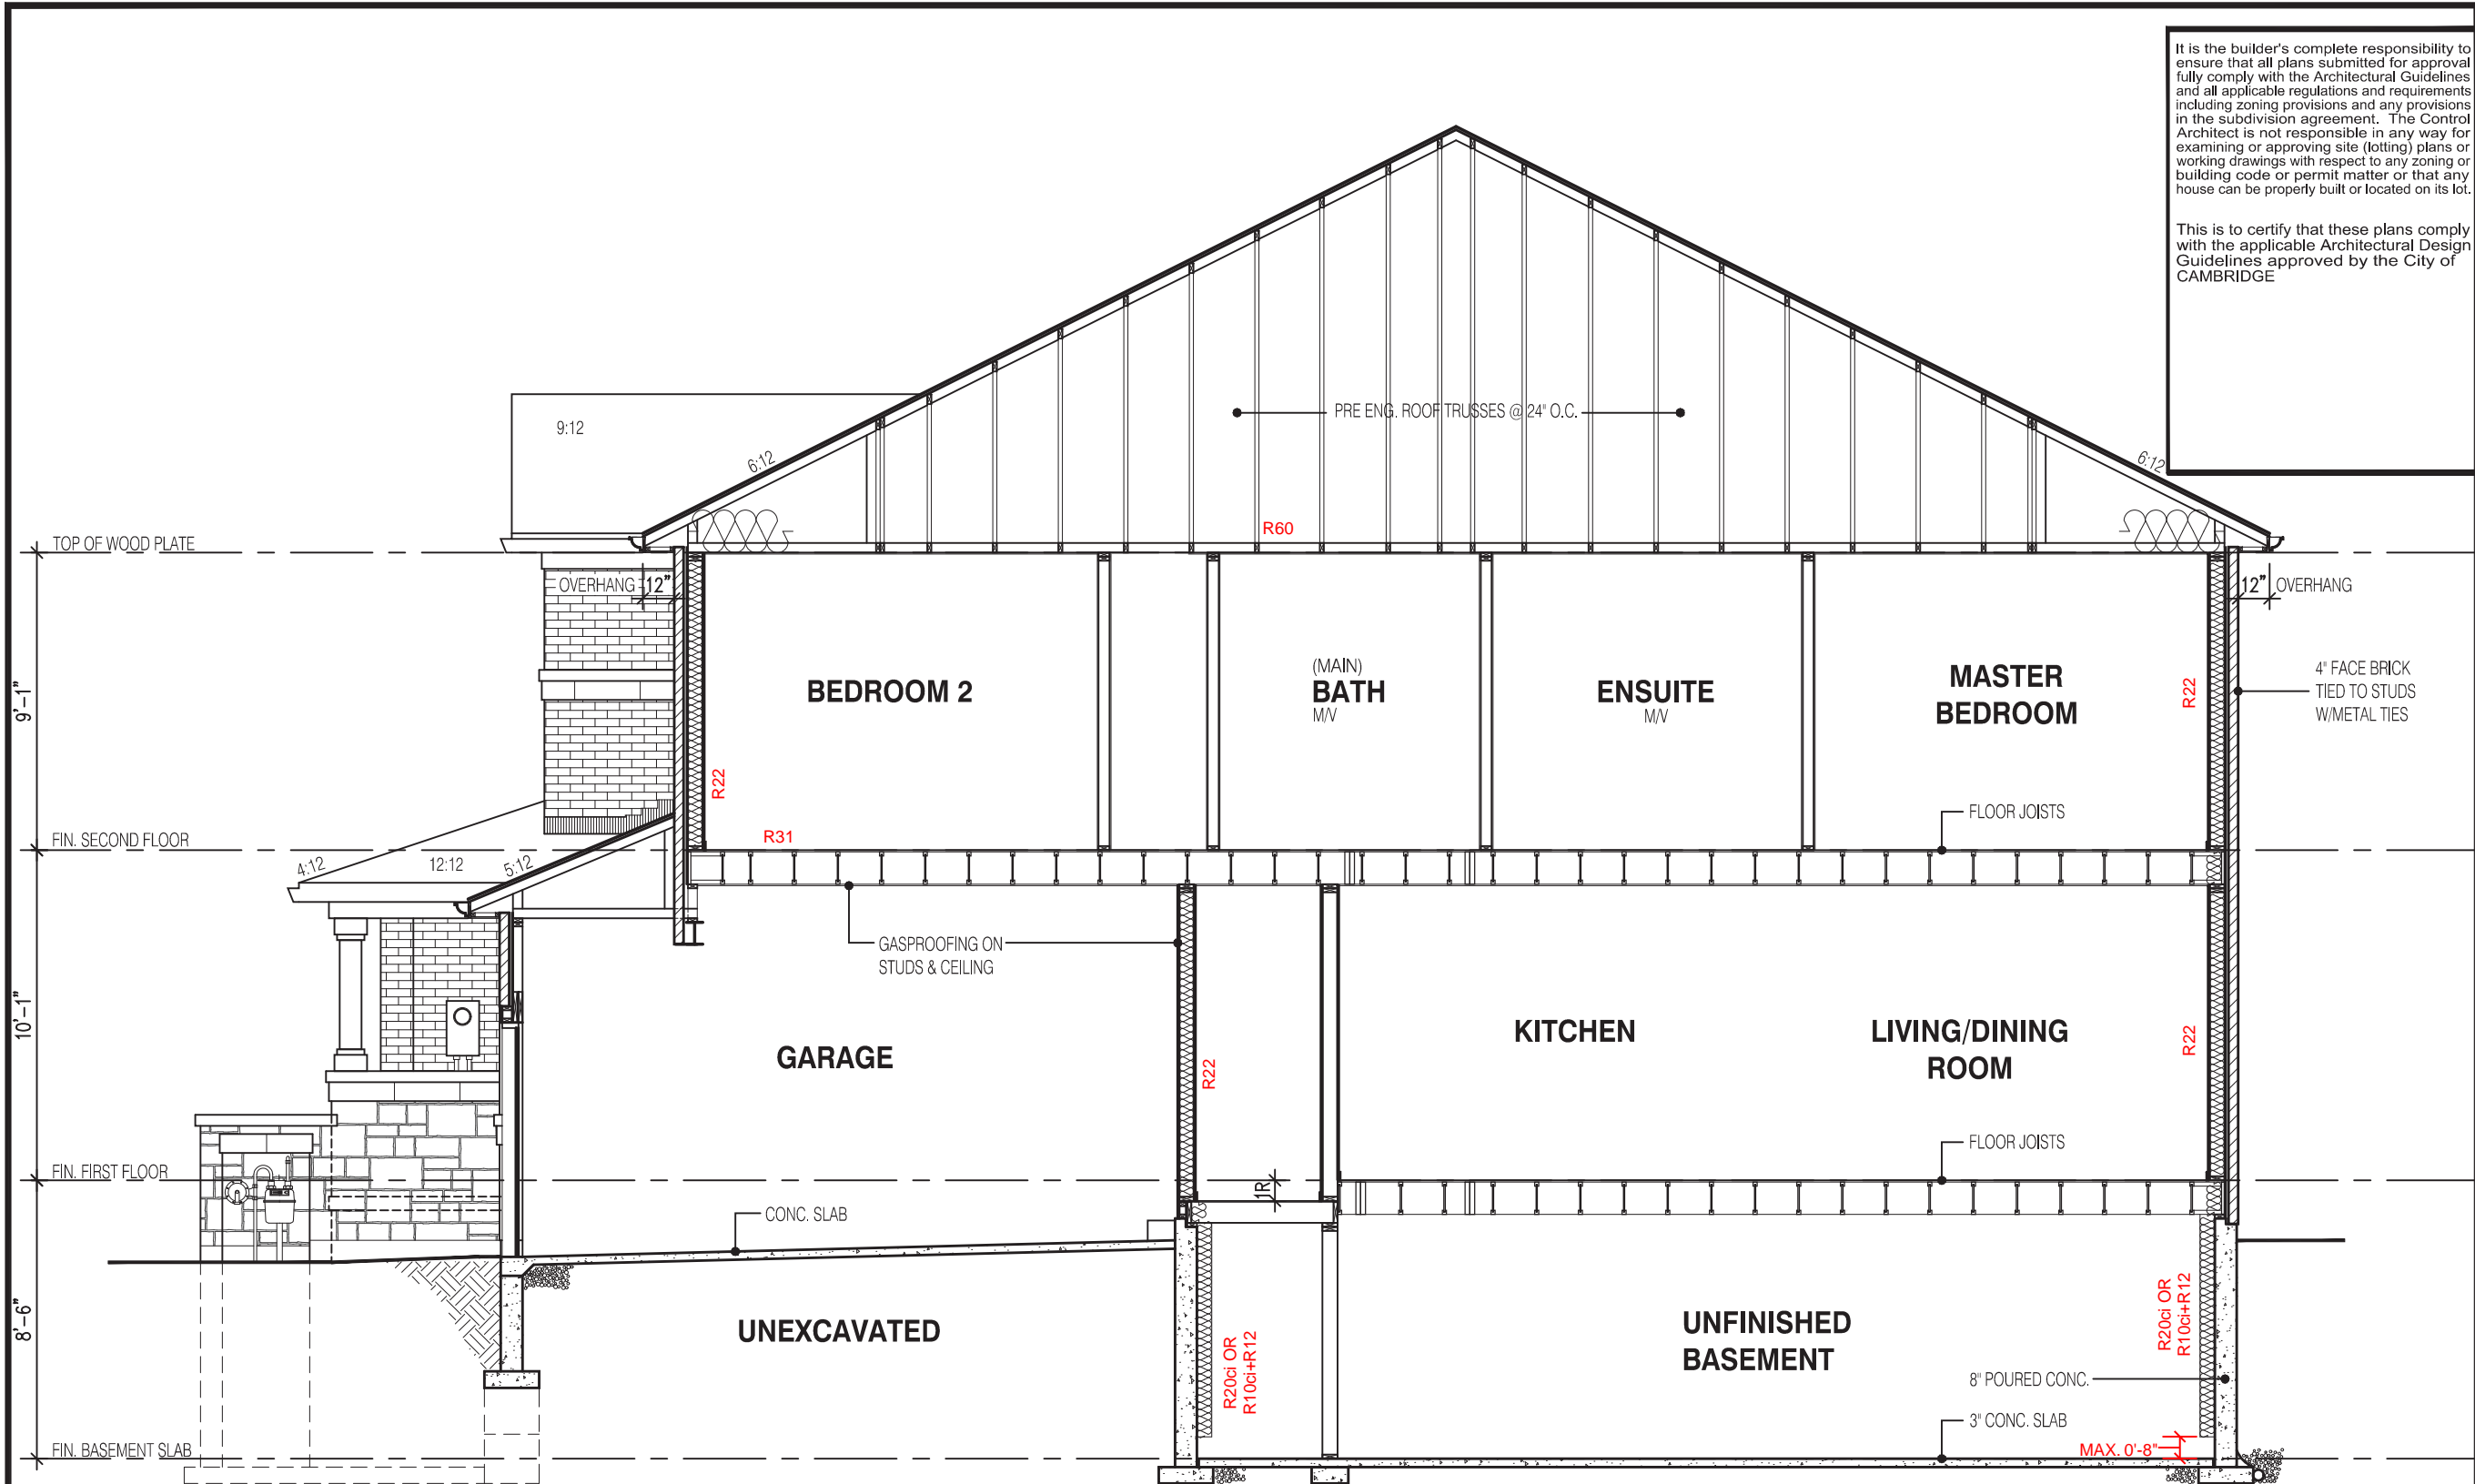 It is the builder's complete responsibility to
ensure that all plans submitted for approval
fully comply with the Architectural Guidelines
and all applicable regulations and requirements
including zoning provisions and any provisions
in the subdivision agreement. The Control
Architect is not responsible in any way for
examining or approving site (lotting) plans or
working drawings with respect to any zoning or
building code or permit matter or that any
house can be properly built or located on its lot.
This is to certify that these plans comply
with the applicable Architectural Design
Guidelines approved by the City of
CAMBRIDGE
9:12
PRE ENG. ROOF TRUSSES @ 24" O.C.
6:12
6:12
R60
TOP OF WOOD PLATE
OVERHANG
12"
12"
OVERHANG
9'-1"
BEDROOM 2
(MAIN)
BATH
M/V
ENSUITE
M/V
MASTER
BEDROOM
R22
4" FACE BRICK
TIED TO STUDS
W/METAL TIES
R22
R31
FLOOR JOISTS
FIN. SECOND FLOOR
4:12
12:12
5:12
GASPROOFING ON
STUDS & CEILING
10'-1"
GARAGE
R22
KITCHEN
LIVING/DINING
ROOM
R22
FLOOR JOISTS
FIN. FIRST FLOOR
1R
CONC. SLAB
8'-6"
UNEXCAVATED
R20ci OR
R10ci+R12
UNFINISHED
BASEMENT
R20ci OR
R10ci+R12
8" POURED CONC.
3" CONC. SLAB
MAX. 0'-8"
FIN. BASEMENT SLAB